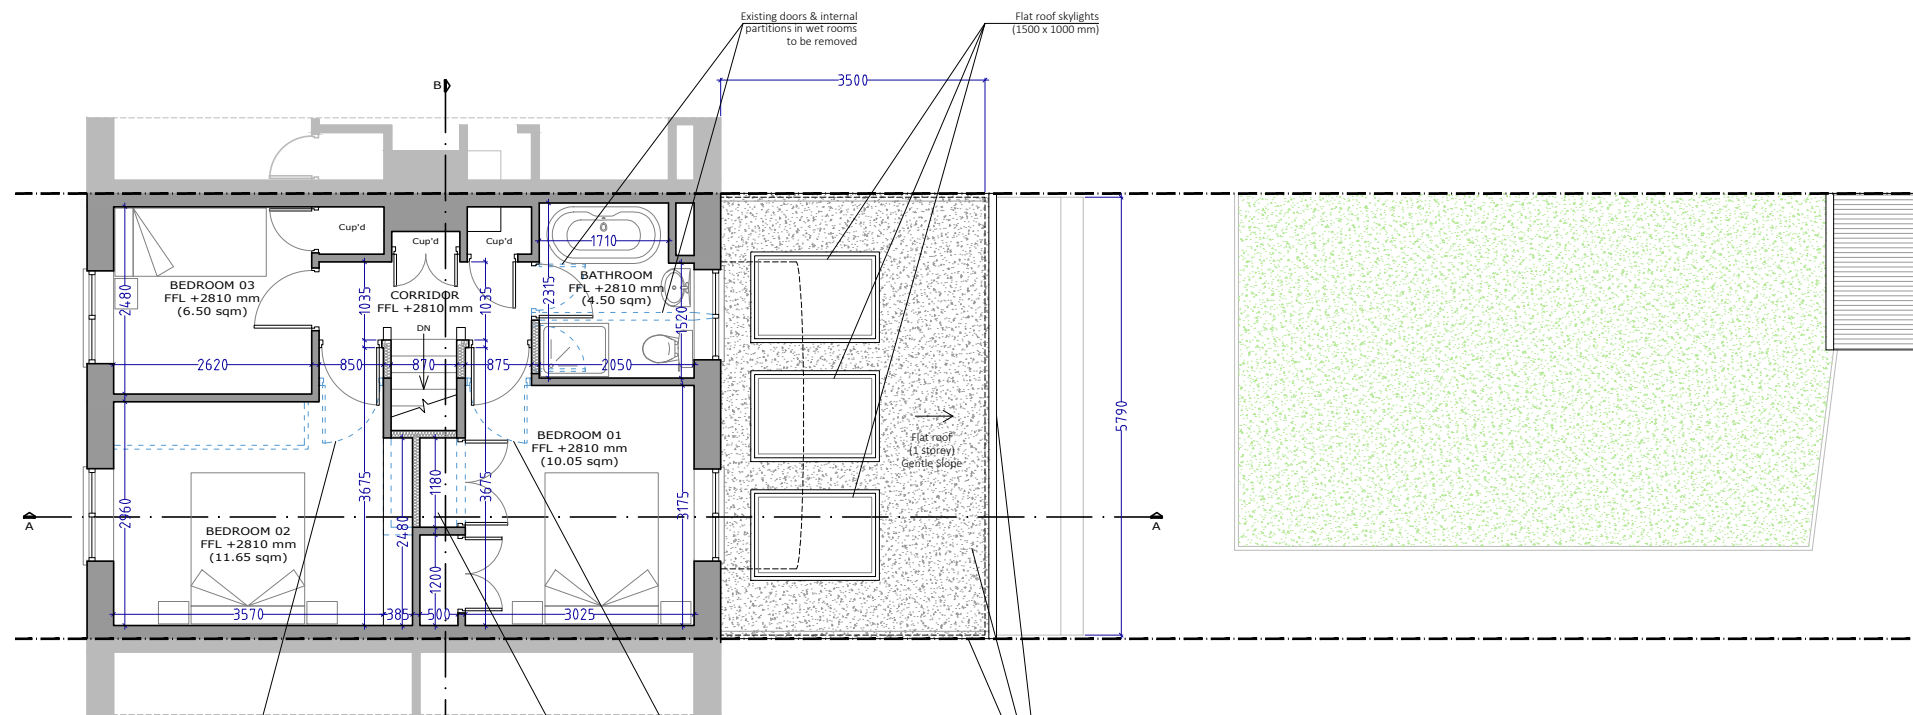 Existing doors & internal
partitions in wet rooms
to be removed
Flat roof skylights
(1500 x 1000 mm)
3500
B
Cup'd
Cup'd
Cup'd
1710
BEDROOM 03
FFL +2810 mm
(6.50 sqm)
2480
1035
CORRIDOR
FFL +2810 mm
1035
2315
BATHROOM
FFL +2810 mm
(4.50 sqm)
1520
DN
2620
850
870
875
2050
5790
Flat roof
(1 storey)
Gentle Slope
BEDROOM 01
FFL +2810 mm
(10.05 sqm)
2960
3675
2480
1180
3675
3175
A
A
BEDROOM 02
FFL +2810 mm
(11.65 sqm)
1200
3570
385
500
3025